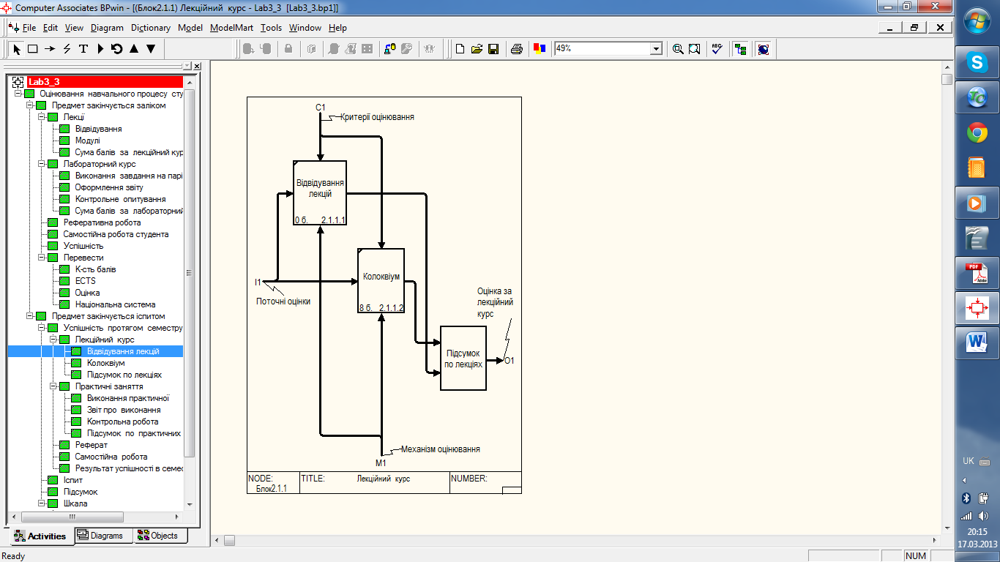 Computer Associates BPwin - [(Блок2.1.1) Лекційний курс - Lab3_3 [Lab3_3.bp1]]
File Edit View Diagram Dictionary Model ModelMart Tools Window Help
49%
ABC
Lab3_3
Оцінювання навчального процесу сту
Предмет закінчується заліком
Лекції
Відвідування
Модулі
Сума балів за лекційний кур
Лабораторний курс
Виконання завдання на парі
Оформлення звіту
Контрольне опитування
Сума балів за лабораторний
Реферативна робота
Самостійна робота студента
Успішність
Перевести
К-сть балів
ECTS
Оцінка
Національна система
Предмет закінчується іспитом
Успішність протягом семестру
Лекційний курс
Відвідування лекцій
Колоквіум
Підсумок по лекціях
Практичні заняття
Виконання практичної
Звіт про виконання
Контрольна робота
Підсумок по практичних
Реферат
Самостійна робота
Результат успішності в семес
Іспит
Підсумок
Шкала
Activities Diagrams Objects
Ready
C1
Критерії оцінювання
Відвідування
лекцій
0 б. 2.1.1.1
Колоквіум
8 б. 2.1.1.2
I1
Поточні оцінки
Оцінка за
лекційний
курс
Підсумок
по лекціях
O1
Механізм оцінювання
M1
NODE: TITLE: Лекційний курс NUMBER:
Блок2.1.1
NUM
PDF
UK
20:15
17.03.2013